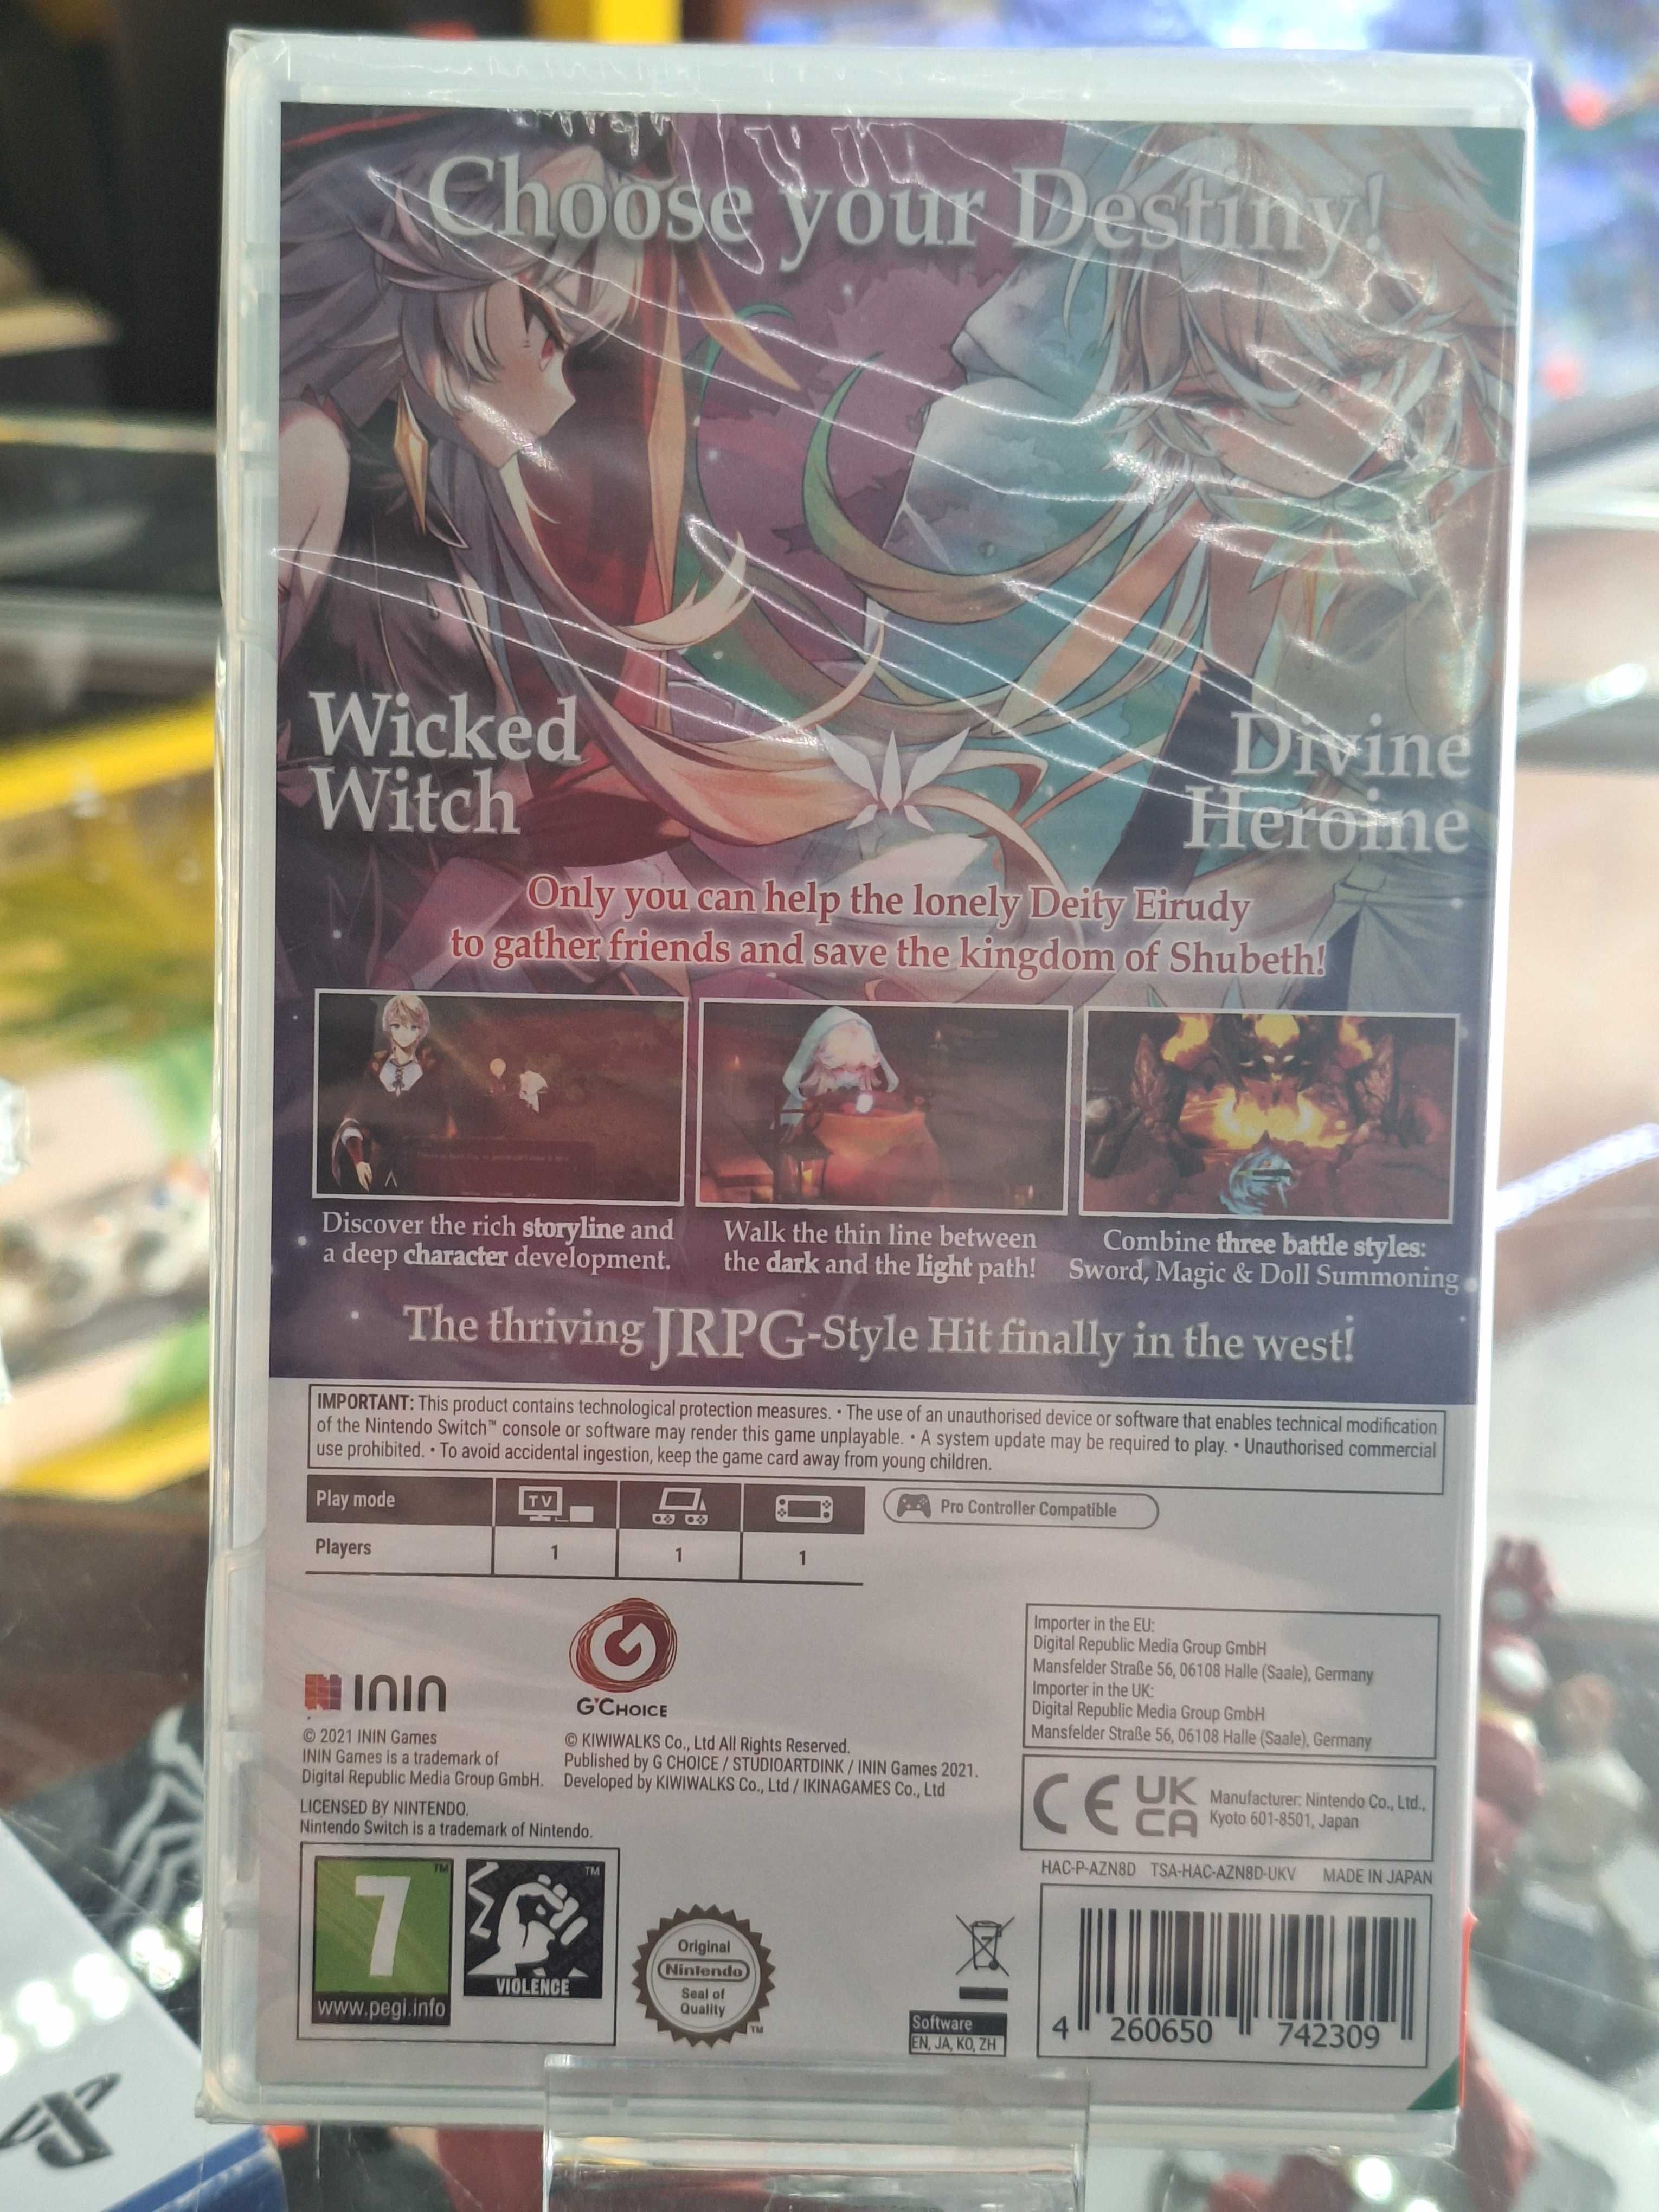 Choose your Destiny!
Wicked
Witch
Divine
Heroine
Only you can help the lonely Deity Eirudy
to gather friends and save the kingdom of Shubeth!
Discover the rich storyline and
a deep character development.
Walk the thin line between
the dark and the light path!
Combine three battle styles:
Sword, Magic & Doll Summoning
The thriving JRPG-Style Hit finally in the west!
IMPORTANT: This product contains technological protection measures. • The use of an unauthorised device or software that enables technical modification
of the Nintendo Switch™ console or software may render this game unplayable. • A system update may be required to play. • Unauthorised commercial
use prohibited. • To avoid accidental ingestion, keep the game card away from young children.
Play mode
TV
Pro Controller Compatible
Players 1 1 1
ININ
G
G'CHOICE
© 2021 ININ Games
ININ Games is a trademark of
Digital Republic Media Group GmbH.
© KIWIWALKS Co., Ltd All Rights Reserved.
Published by G CHOICE / STUDIOARTDINK / ININ Games 2021.
Developed by KIWIWALKS Co., Ltd / IKINAGAMES Co., Ltd
LICENSED BY NINTENDO.
Nintendo Switch is a trademark of Nintendo.
Importer in the EU:
Digital Republic Media Group GmbH
Mansfelder Straße 56, 06108 Halle (Saale), Germany
Importer in the UK:
Digital Republic Media Group GmbH
Mansfelder Straße 56, 06108 Halle (Saale), Germany
CE
UK
CA
Manufacturer: Nintendo Co., Ltd.,
Kyoto 601-8501, Japan
HAC-P-AZN8D TSA-HAC-AZN8D-UKV MADE IN JAPAN
7™
www.pegi.info
™
VIOLENCE
Original
Nintendo
Seal of
Quality
™
Software
EN, JA, KO, ZH
4 260650 742309